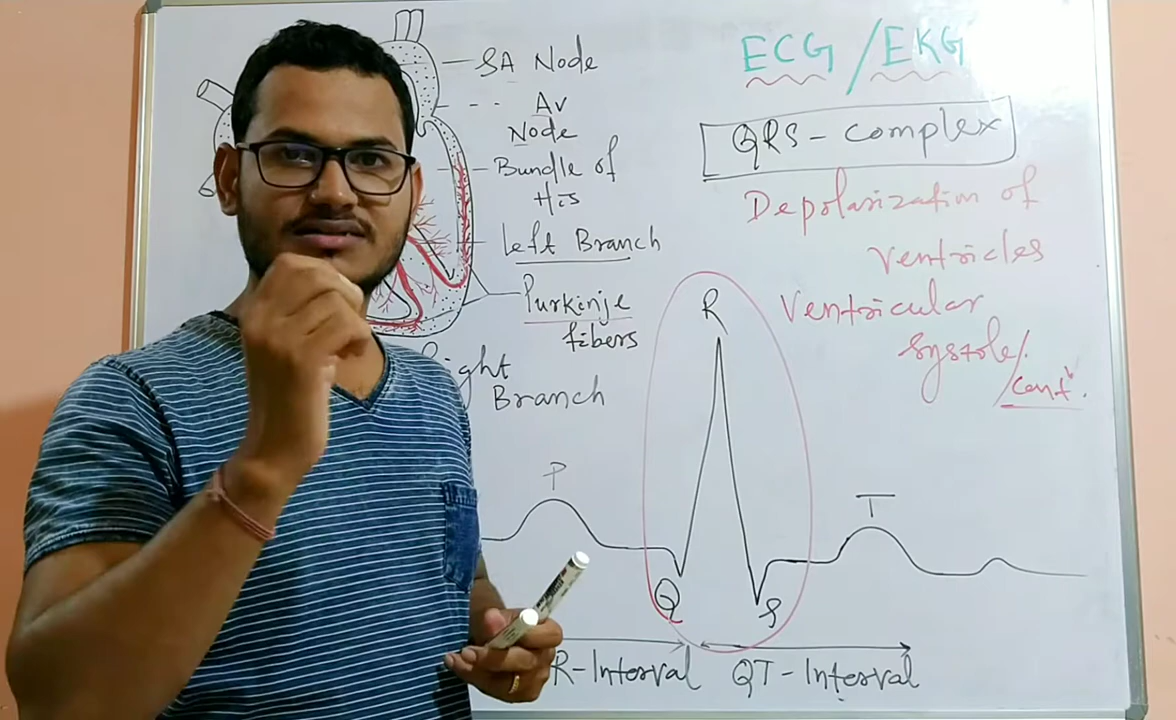 SA Node
Av
Node
Bundle of
His
Left Branch
Purkinje
fibers
ight
Branch
ECG / EKG
QRS - Complex
Depolarization of
ventricles
Ventricular
systole/
P
Q
R
S
T
R-Interval
QT - Interval